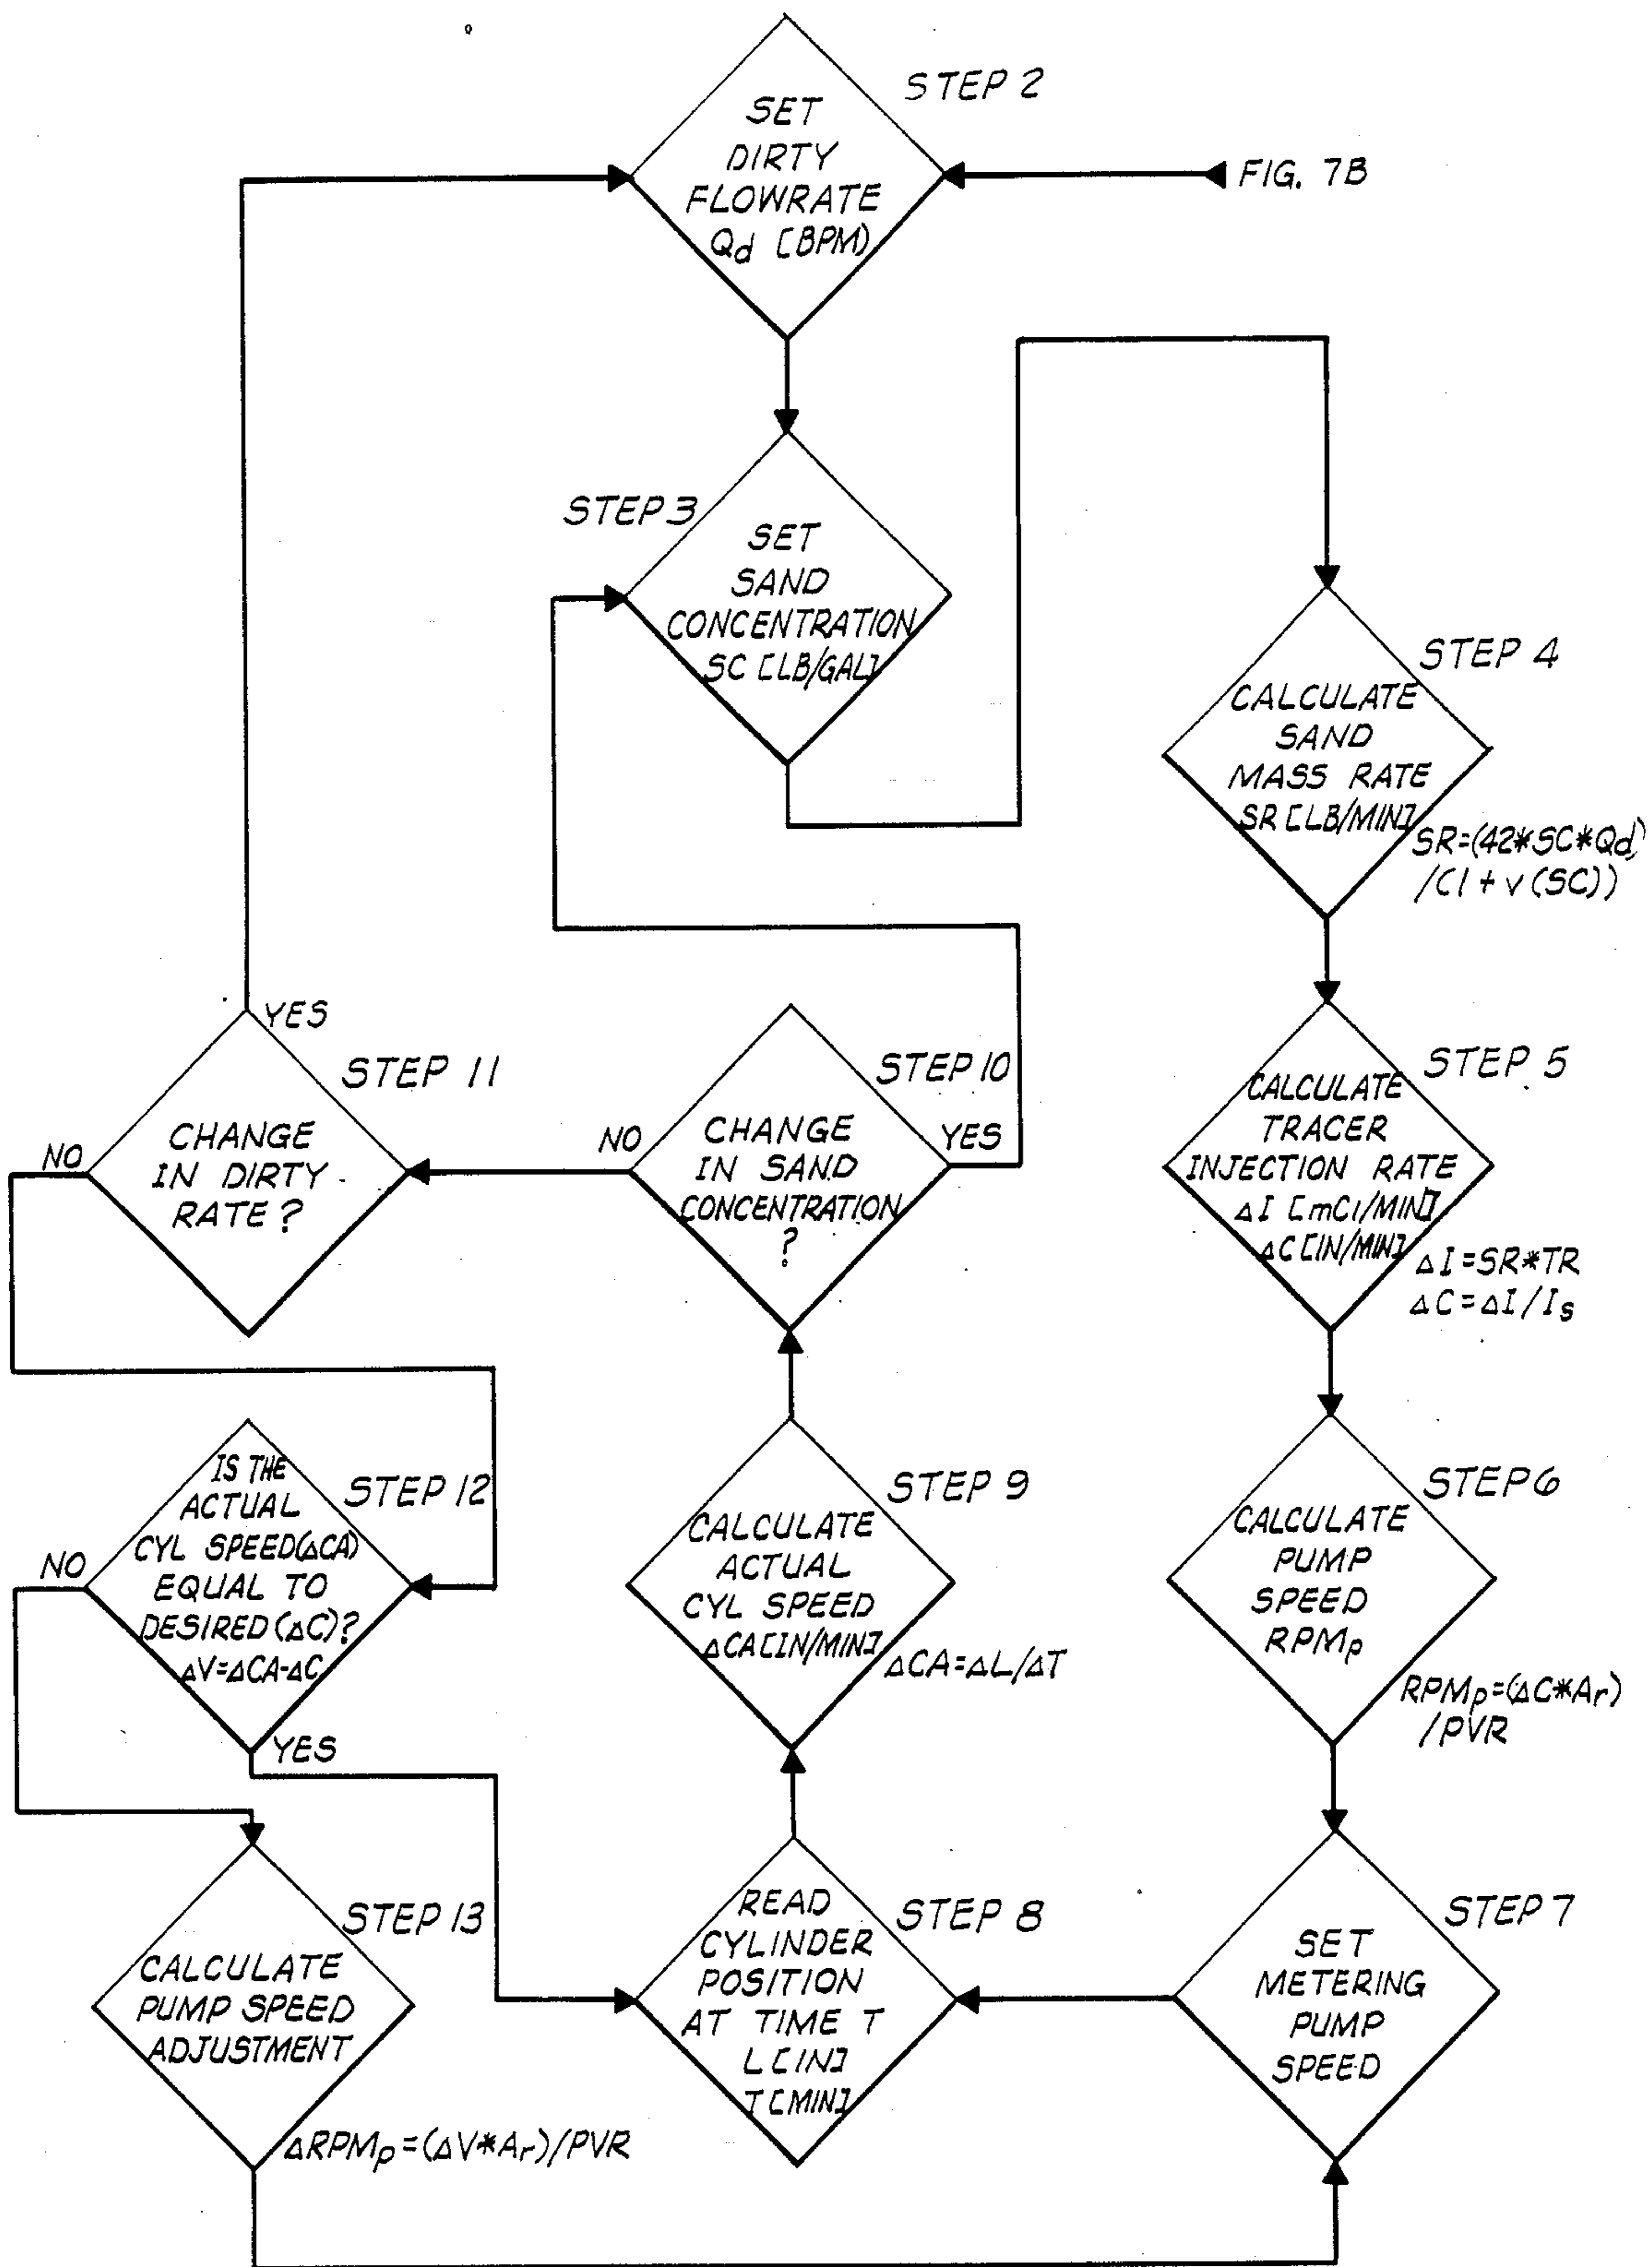 STEP 2
SET
DIRTY
FLOWRATE
Qd [BPM)
FIG. 7B
STEP 3
SET
SAND
CONCENTRATION
SC [LB/GAL]
STEP 4
CALCULATE
SAND
MASS RATE
SR [LB/MIN]
SR=(42*SC*Qd)
/(1+v(SC))
STEP 5
CALCULATE
TRACER
INJECTION RATE
ΔI [mCi/MIN]
ΔC [IN/MIN]
ΔI=SR*TR
ΔC=ΔI/Is
STEP 6
CALCULATE
PUMP
SPEED
RPMp
RPMp=(ΔC*Ar)
/PVR
STEP 7
SET
METERING
PUMP
SPEED
STEP 8
READ
CYLINDER
POSITION
AT TIME T
L [IN]
T [MIN]
STEP 9
CALCULATE
ACTUAL
CYL SPEED
ΔCA [IN/MIN]
ΔCA=ΔL/ΔT
STEP 10
CHANGE
IN SAND
CONCENTRATION
?
NO
YES
STEP 11
CHANGE
IN DIRTY
RATE?
YES
NO
STEP 12
IS THE
ACTUAL
CYL SPEED(ΔCA)
EQUAL TO
DESIRED (ΔC)?
ΔV=ΔCA-ΔC
NO
YES
STEP 13
CALCULATE
PUMP SPEED
ADJUSTMENT
ΔRPMp=(ΔV*Ar)/PVR